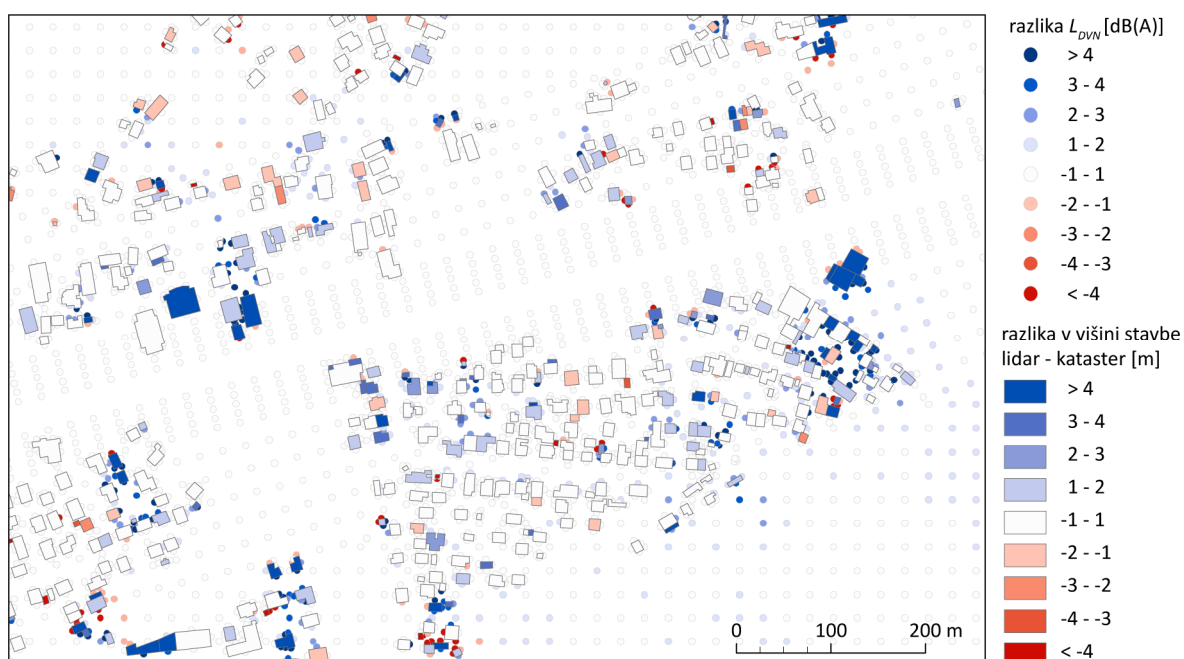 razlika L_DVN [dB(A)]
> 4
3 - 4
2 - 3
1 - 2
-1 - 1
-2 - -1
-3 - -2
-4 - -3
< -4
razlika v višini stavbe
lidar - kataster [m]
> 4
3 - 4
2 - 3
1 - 2
-1 - 1
-2 - -1
-3 - -2
-4 - -3
< -4
0 100 200 m